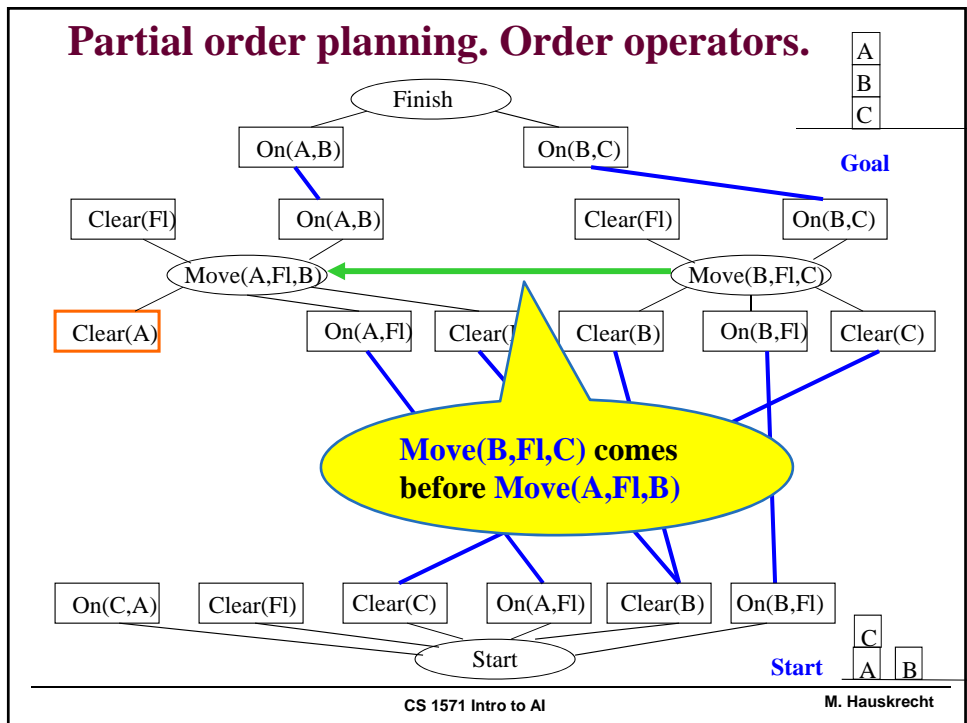 Partial order planning. Order operators.
A
B
C
Finish
On(A,B) On(B,C)
Goal
Clear(Fl) On(A,B) Clear(Fl) On(B,C)
Move(A,Fl,B) Move(B,Fl,C)
Clear(A) On(A,Fl) Clear( Clear(B) On(B,Fl) Clear(C)
Move(B,Fl,C) comes
before Move(A,Fl,B)
On(C,A) Clear(Fl) Clear(C) On(A,Fl) Clear(B) On(B,Fl)
C
Start
Start A B
CS 1571 Intro to AI M. Hauskrecht